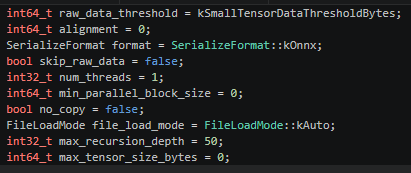 int64_t raw_data_threshold = kSmallTensorDataThresholdBytes;
int64_t alignment = 0;
SerializeFormat format = SerializeFormat::kOnnx;
bool skip_raw_data = false;
int32_t num_threads = 1;
int64_t min_parallel_block_size = 0;
bool no_copy = false;
FileLoadMode file_load_mode = FileLoadMode::kAuto;
int32_t max_recursion_depth = 50;
int64_t max_tensor_size_bytes = 0;